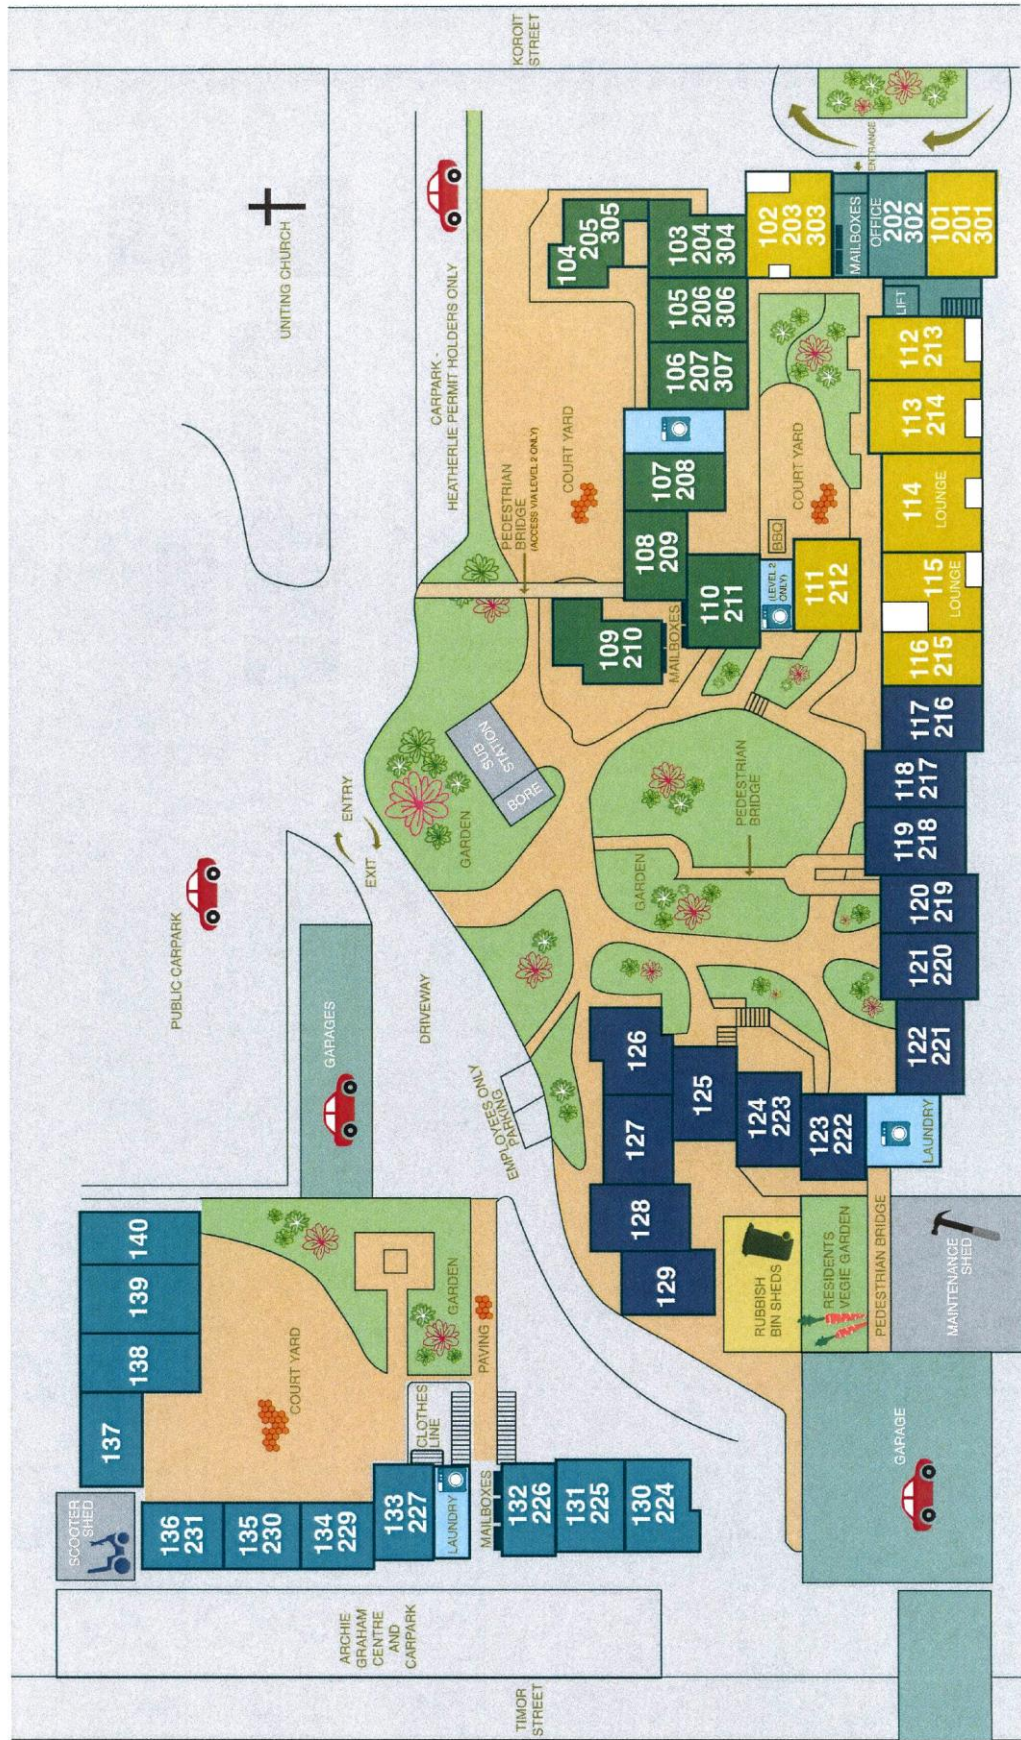 KOROIT
STREET
UNITING CHURCH
CARPARK -
HEATHERLIE PERMIT HOLDERS ONLY
ENTRANCE
MAILBOXES
OFFICE
202
302
101
201
301
102
203
303
103
204
304
104
205
305
105
206
306
106
207
307
LIFT
112
213
113
214
114
LOUNGE
115
LOUNGE
116
215
COURT YARD
COURT YARD
BBQ
107
208
108
209
PEDESTRIAN
BRIDGE
(ACCESS VIA LEVEL 2 ONLY)
109
210
MAILBOXES
110
211
(LEVEL 2
ONLY)
111
212
117
216
118
217
119
218
120
219
121
220
122
221
SUB
STATION
BORE
GARDEN
PEDESTRIAN
BRIDGE
GARDEN
ENTRY
EXIT
PUBLIC CARPARK
GARAGES
DRIVEWAY
EMPLOYEES ONLY
PARKING
126
125
124
223
123
222
LAUNDRY
127
128
129
RUBBISH
BIN SHEDS
RESIDENTS
VEGIE GARDEN
PEDESTRIAN BRIDGE
MAINTENANCE
SHED
GARAGE
140
139
138
137
COURT YARD
GARDEN
PAVING
CLOTHES
LINE
SCOOTER
SHED
136
231
135
230
134
229
133
227
LAUNDRY
MAILBOXES
132
226
131
225
130
224
ARCHIE
GRAHAM
CENTRE
AND
CARPARK
TIMOR
STREET